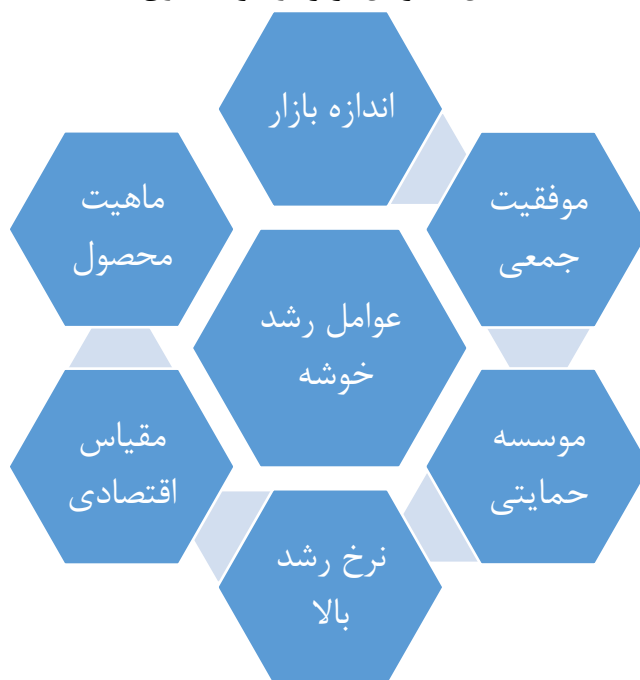 اندازه بازار
موفقیت
جمعی
ماهیت
محصول
عوامل رشد
خوشه
موسسه
حمایتی
مقیاس
اقتصادی
نرخ رشد
بالا